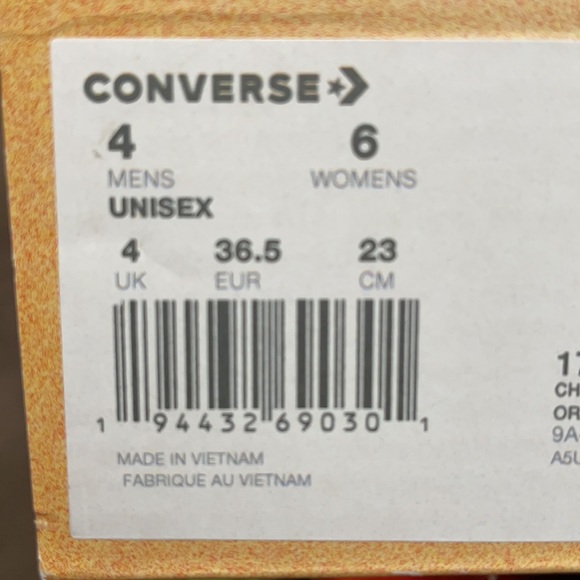 CONVERSE
4 6
MENS WOMENS
UNISEX
4 36.5 23
UK EUR CM
1 94432 69030 1
MADE IN VIETNAM
FABRIQUE AU VIETNAM